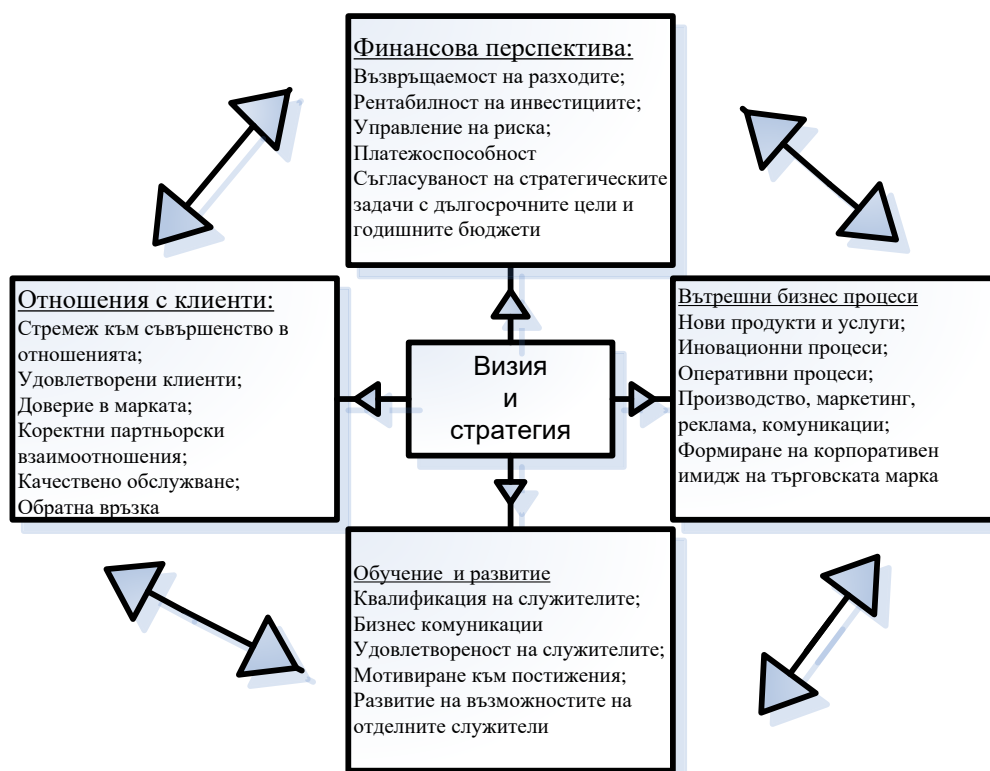 Финансова перспектива:
Възвръщаемост на разходите;
Рентабилност на инвестициите;
Управление на риска;
Платежоспособност
Съгласуваност на стратегическите
задачи с дългосрочните цели и
годишните бюджети
Отношения с клиенти:
Стремеж към съвършенство в
отношенията;
Удовлетворени клиенти;
Доверие в марката;
Коректни партньорски
взаимоотношения;
Качествено обслужване;
Обратна връзка
Визия
и
стратегия
Вътрешни бизнес процеси
Нови продукти и услуги;
Иновационни процеси;
Оперативни процеси;
Производство, маркетинг,
реклама, комуникации;
Формиране на корпоративен
имидж на търговската марка
Обучение и развитие
Квалификация на служителите;
Бизнес комуникации
Удовлетвореност на служителите;
Мотивиране към постижения;
Развитие на възможностите на
отделните служители